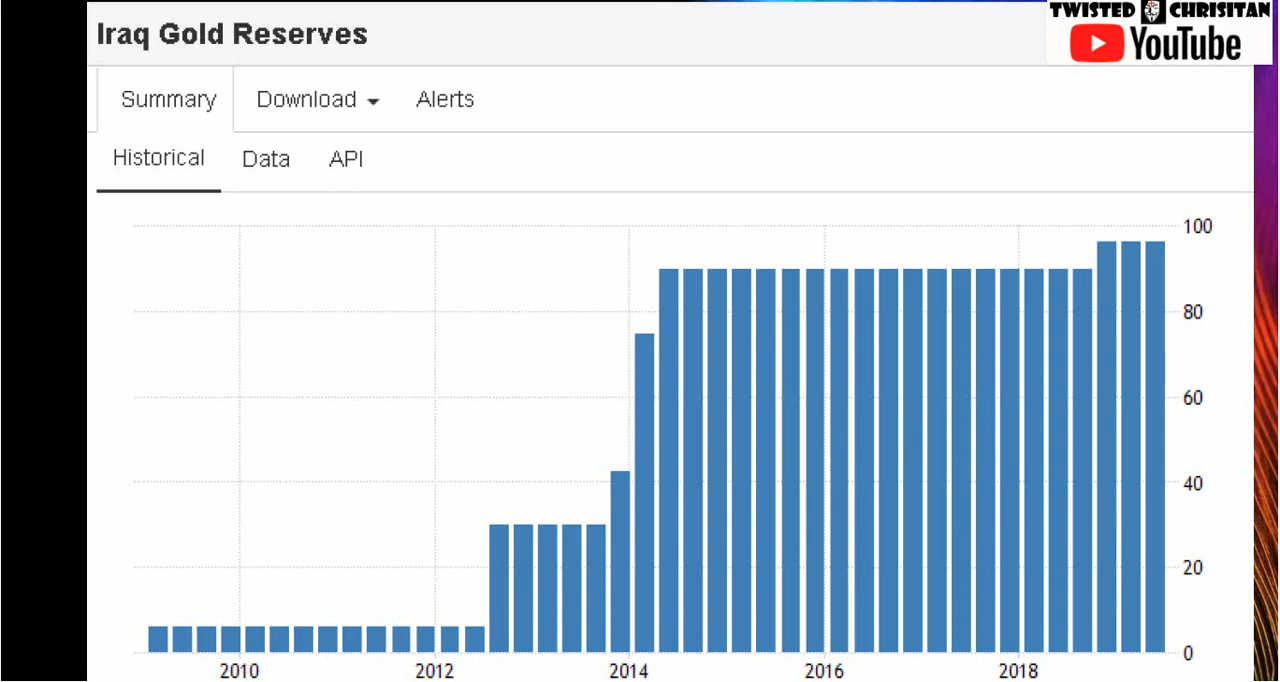 TWISTED CHRISITAN
YouTube
Iraq Gold Reserves
Summary Download Alerts
Historical Data API
100
80
60
40
20
0
2010 2012 2014 2016 2018